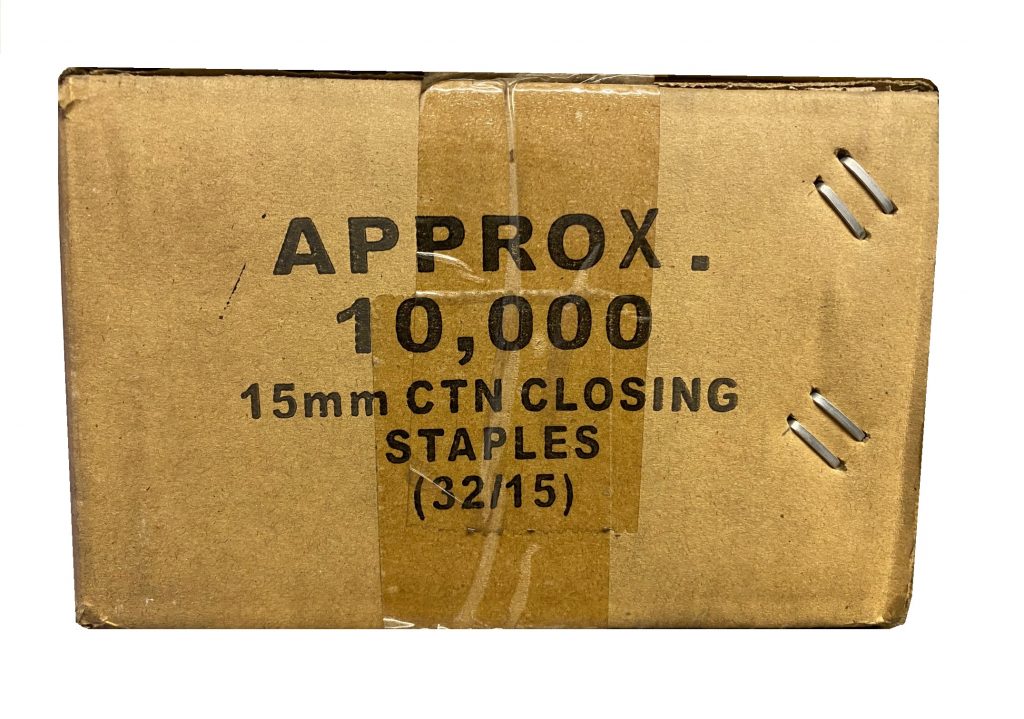 APPROX.
10,000
15mm CTN CLOSING
STAPLES
(32/15)